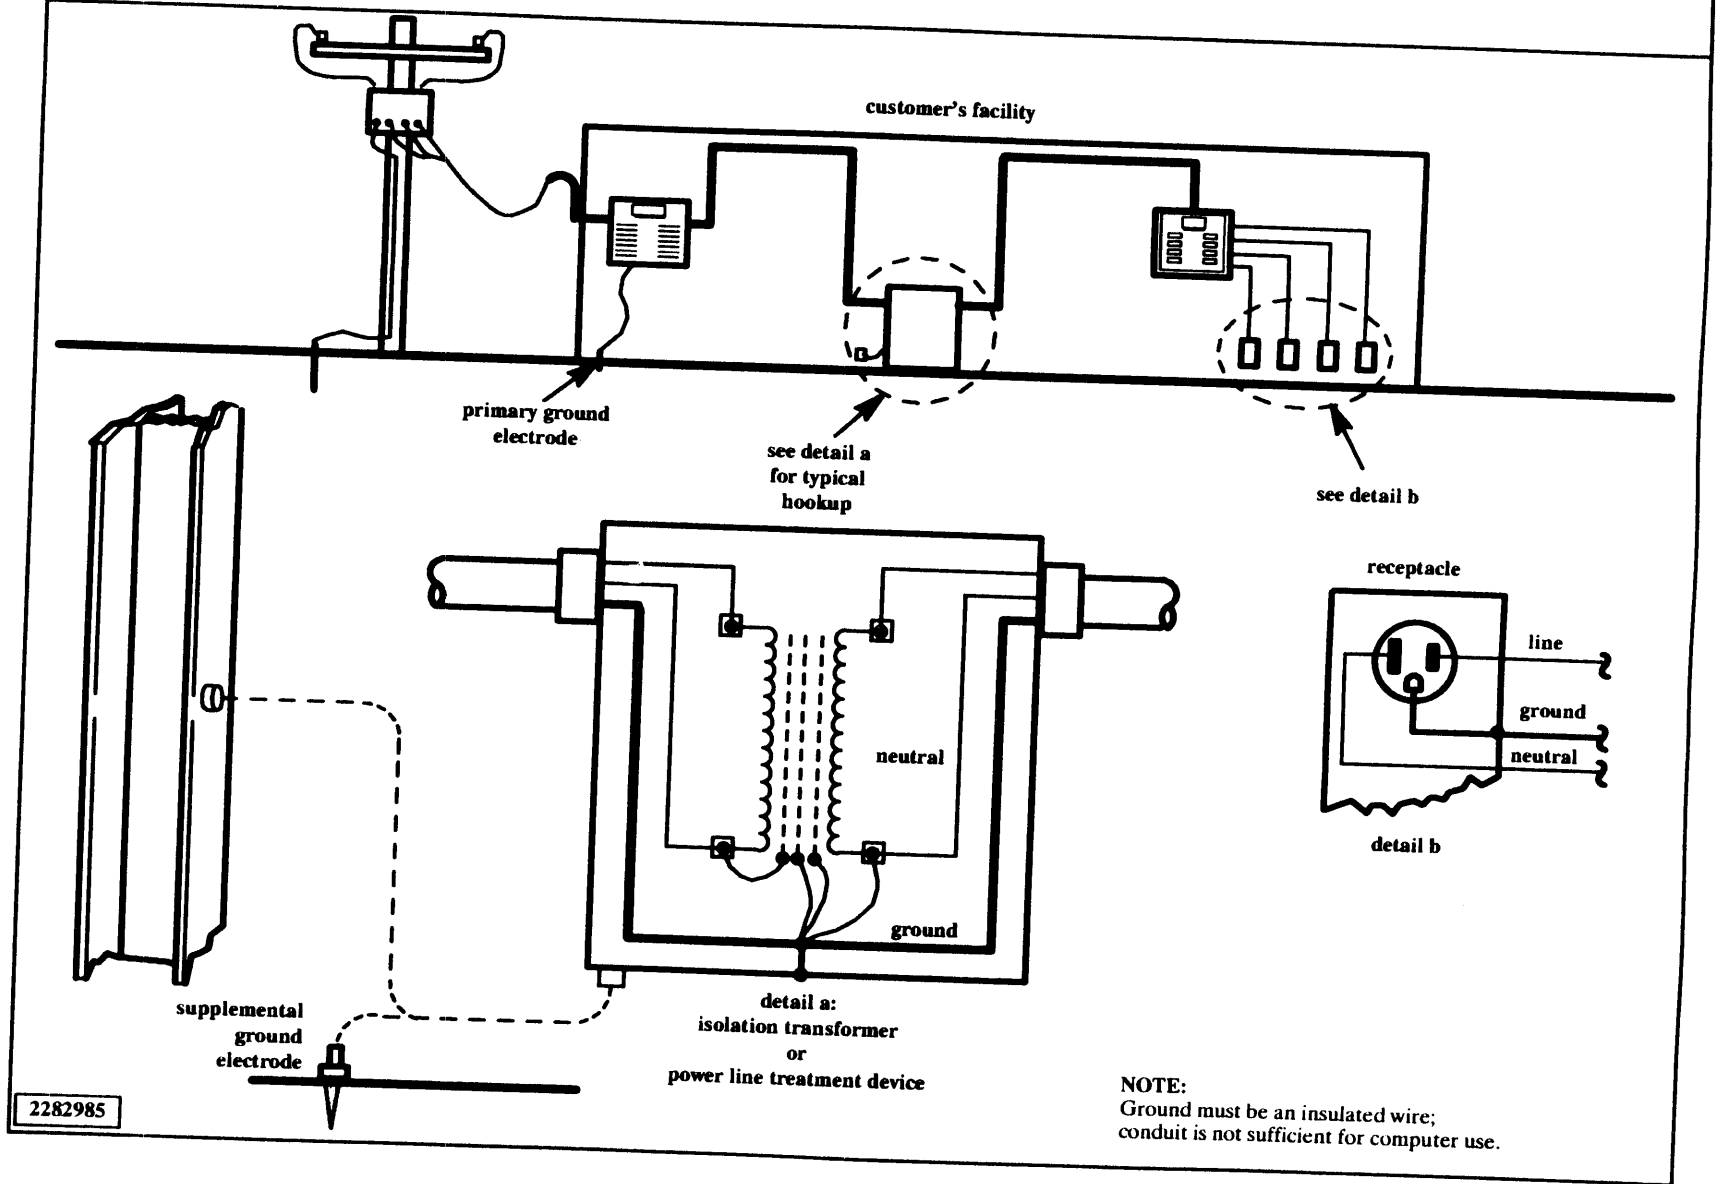 customer's facility
primary ground
electrode
see detail a
for typical
hookup
see detail b
receptacle
line
ground
neutral
detail b
neutral
ground
detail a:
isolation transformer
or
power line treatment device
supplemental
ground
electrode
2282985
NOTE:
Ground must be an insulated wire;
conduit is not sufficient for computer use.